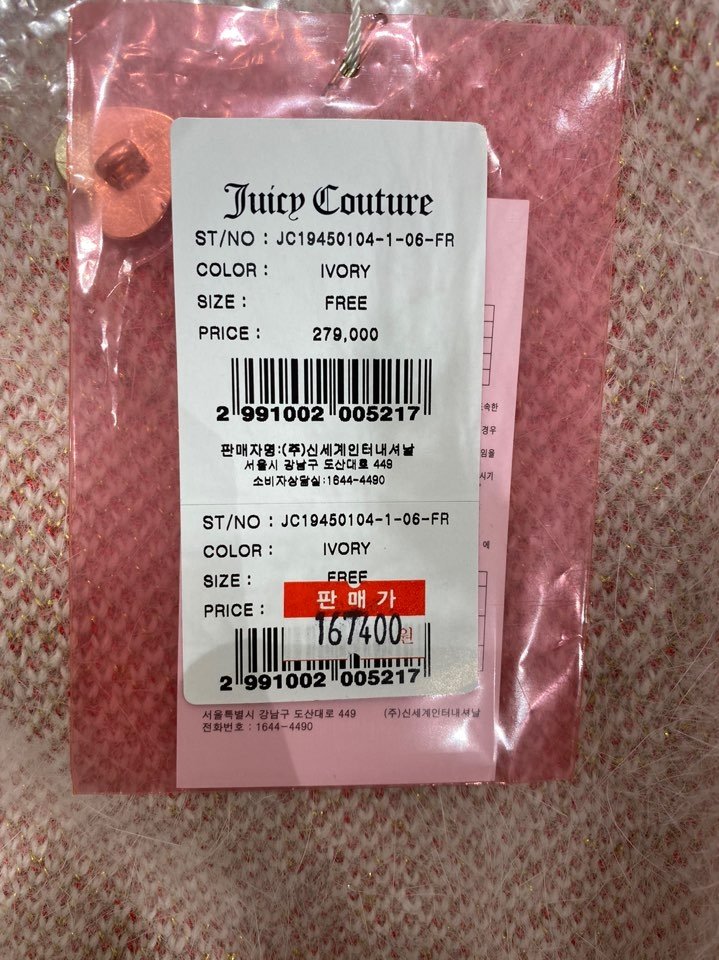 Juicy Couture
ST/NO : JC19450104-1-06-FR
COLOR : IVORY
SIZE : FREE
PRICE : 279,000
2 991002 005217
판매자명:(주)신세계인터내셔날
서울시 강남구 도산대로 449
소비자상담실:1644-4490
ST/NO : JC19450104-1-06-FR
COLOR : IVORY
SIZE : FREE
PRICE : 판매가
167400원
2 991002 005217
서울특별시 강남구 도산대로 449 (주)신세계인터내셔날
전화번호 : 1644-4490
경우
에